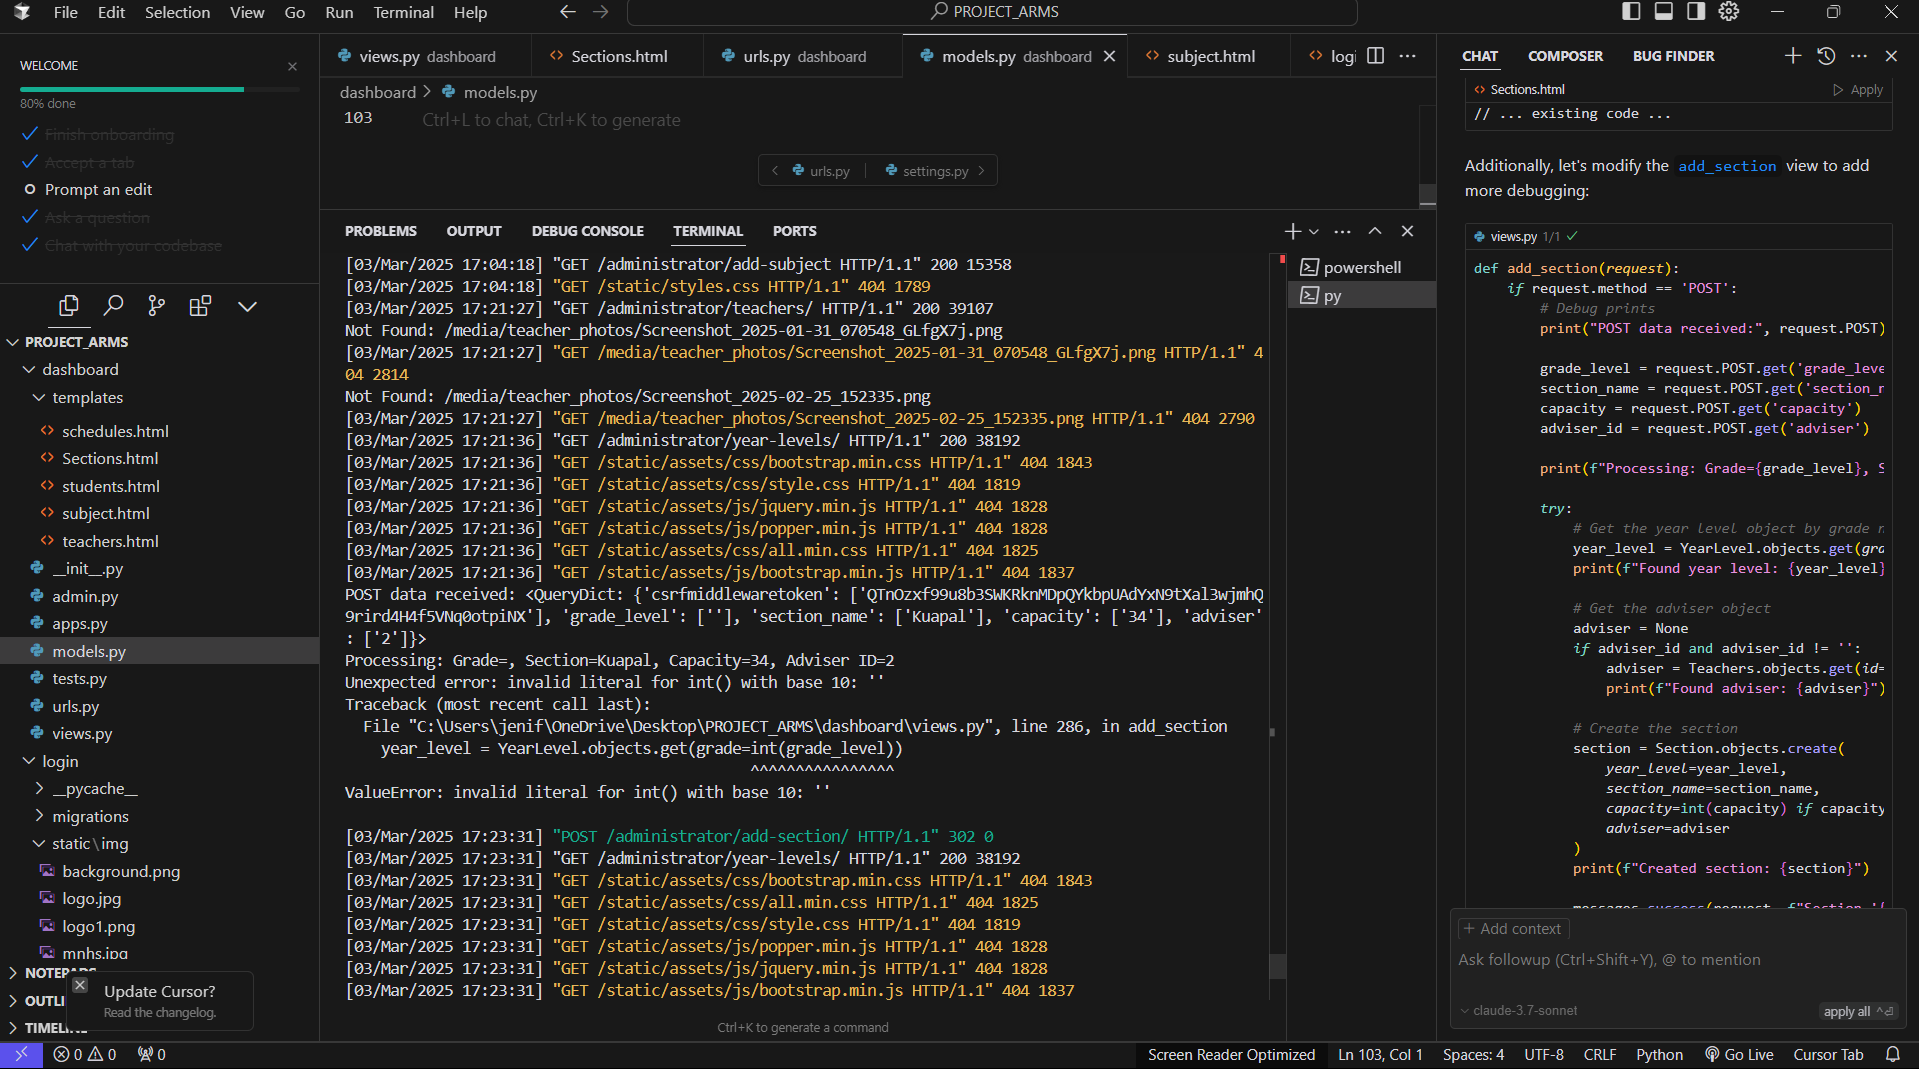 File Edit Selection View Go Run Terminal Help
PROJECT_ARMS
WELCOME
80% done
Finish onboarding
Accept a tab
Prompt an edit
Ask a question
Chat with your codebase
PROJECT_ARMS
dashboard
templates
schedules.html
Sections.html
students.html
subject.html
teachers.html
__init__.py
admin.py
apps.py
models.py
tests.py
urls.py
views.py
login
__pycache__
migrations
static\img
background.png
logo.jpg
logo1.png
mnhs.jpg
NOTEPADS
OUTLI
TIMELINE
Update Cursor?
Read the changelog.
views.py dashboard
Sections.html
urls.py dashboard
models.py dashboard
subject.html
logi
dashboard > models.py
103 Ctrl+L to chat, Ctrl+K to generate
urls.py
settings.py
PROBLEMS OUTPUT DEBUG CONSOLE TERMINAL PORTS
powershell
py
[03/Mar/2025 17:04:18] "GET /administrator/add-subject HTTP/1.1" 200 15358
[03/Mar/2025 17:04:18] "GET /static/styles.css HTTP/1.1" 404 1789
[03/Mar/2025 17:21:27] "GET /administrator/teachers/ HTTP/1.1" 200 39107
Not Found: /media/teacher_photos/Screenshot_2025-01-31_070548_GLfgX7j.png
[03/Mar/2025 17:21:27] "GET /media/teacher_photos/Screenshot_2025-01-31_070548_GLfgX7j.png HTTP/1.1" 4
04 2814
Not Found: /media/teacher_photos/Screenshot_2025-02-25_152335.png
[03/Mar/2025 17:21:27] "GET /media/teacher_photos/Screenshot_2025-02-25_152335.png HTTP/1.1" 404 2790
[03/Mar/2025 17:21:36] "GET /administrator/year-levels/ HTTP/1.1" 200 38192
[03/Mar/2025 17:21:36] "GET /static/assets/css/bootstrap.min.css HTTP/1.1" 404 1843
[03/Mar/2025 17:21:36] "GET /static/assets/css/style.css HTTP/1.1" 404 1819
[03/Mar/2025 17:21:36] "GET /static/assets/js/jquery.min.js HTTP/1.1" 404 1828
[03/Mar/2025 17:21:36] "GET /static/assets/js/popper.min.js HTTP/1.1" 404 1828
[03/Mar/2025 17:21:36] "GET /static/assets/css/all.min.css HTTP/1.1" 404 1825
[03/Mar/2025 17:21:36] "GET /static/assets/js/bootstrap.min.js HTTP/1.1" 404 1837
POST data received: <QueryDict: {'csrfmiddlewaretoken': ['QTnOzxf99u8b3SWKRknMDpQYkbpUAdYxN9tXal3wjmhQ
9rird4H4f5VNq0otpiNX'], 'grade_level': [''], 'section_name': ['Kuapal'], 'capacity': ['34'], 'adviser'
: ['2']}>
Processing: Grade=, Section=Kuapal, Capacity=34, Adviser ID=2
Unexpected error: invalid literal for int() with base 10: ''
Traceback (most recent call last):
File "C:\Users\jenif\OneDrive\Desktop\PROJECT_ARMS\dashboard\views.py", line 286, in add_section
year_level = YearLevel.objects.get(grade=int(grade_level))
^^^^^^^^^^^^^^^^
ValueError: invalid literal for int() with base 10: ''
[03/Mar/2025 17:23:31] "POST /administrator/add-section/ HTTP/1.1" 302 0
[03/Mar/2025 17:23:31] "GET /administrator/year-levels/ HTTP/1.1" 200 38192
[03/Mar/2025 17:23:31] "GET /static/assets/css/bootstrap.min.css HTTP/1.1" 404 1843
[03/Mar/2025 17:23:31] "GET /static/assets/css/all.min.css HTTP/1.1" 404 1825
[03/Mar/2025 17:23:31] "GET /static/assets/css/style.css HTTP/1.1" 404 1819
[03/Mar/2025 17:23:31] "GET /static/assets/js/popper.min.js HTTP/1.1" 404 1828
[03/Mar/2025 17:23:31] "GET /static/assets/js/jquery.min.js HTTP/1.1" 404 1828
[03/Mar/2025 17:23:31] "GET /static/assets/js/bootstrap.min.js HTTP/1.1" 404 1837
Ctrl+K to generate a command
CHAT COMPOSER BUG FINDER
Sections.html
Apply
// ... existing code ...
Additionally, let's modify the add_section view to add
more debugging:
views.py 1/1
def add_section(request):
if request.method == 'POST':
# Debug prints
print("POST data received:", request.POST)
grade_level = request.POST.get('grade_leve
section_name = request.POST.get('section_n
capacity = request.POST.get('capacity')
adviser_id = request.POST.get('adviser')
print(f"Processing: Grade={grade_level}, S
try:
# Get the year level object by grade n
year_level = YearLevel.objects.get(gra
print(f"Found year level: {year_level}
# Get the adviser object
adviser = None
if adviser_id and adviser_id != '':
adviser = Teachers.objects.get(id=
print(f"Found adviser: {adviser}")
# Create the section
section = Section.objects.create(
year_level=year_level,
section_name=section_name,
capacity=int(capacity) if capacity
adviser=adviser
)
print(f"Created section: {section}")
messages.success(request, f"Section '{
+ Add context
Ask followup (Ctrl+Shift+Y), @ to mention
claude-3.7-sonnet
apply all
0 0 0
Screen Reader Optimized Ln 103, Col 1 Spaces: 4 UTF-8 CRLF Python Go Live Cursor Tab